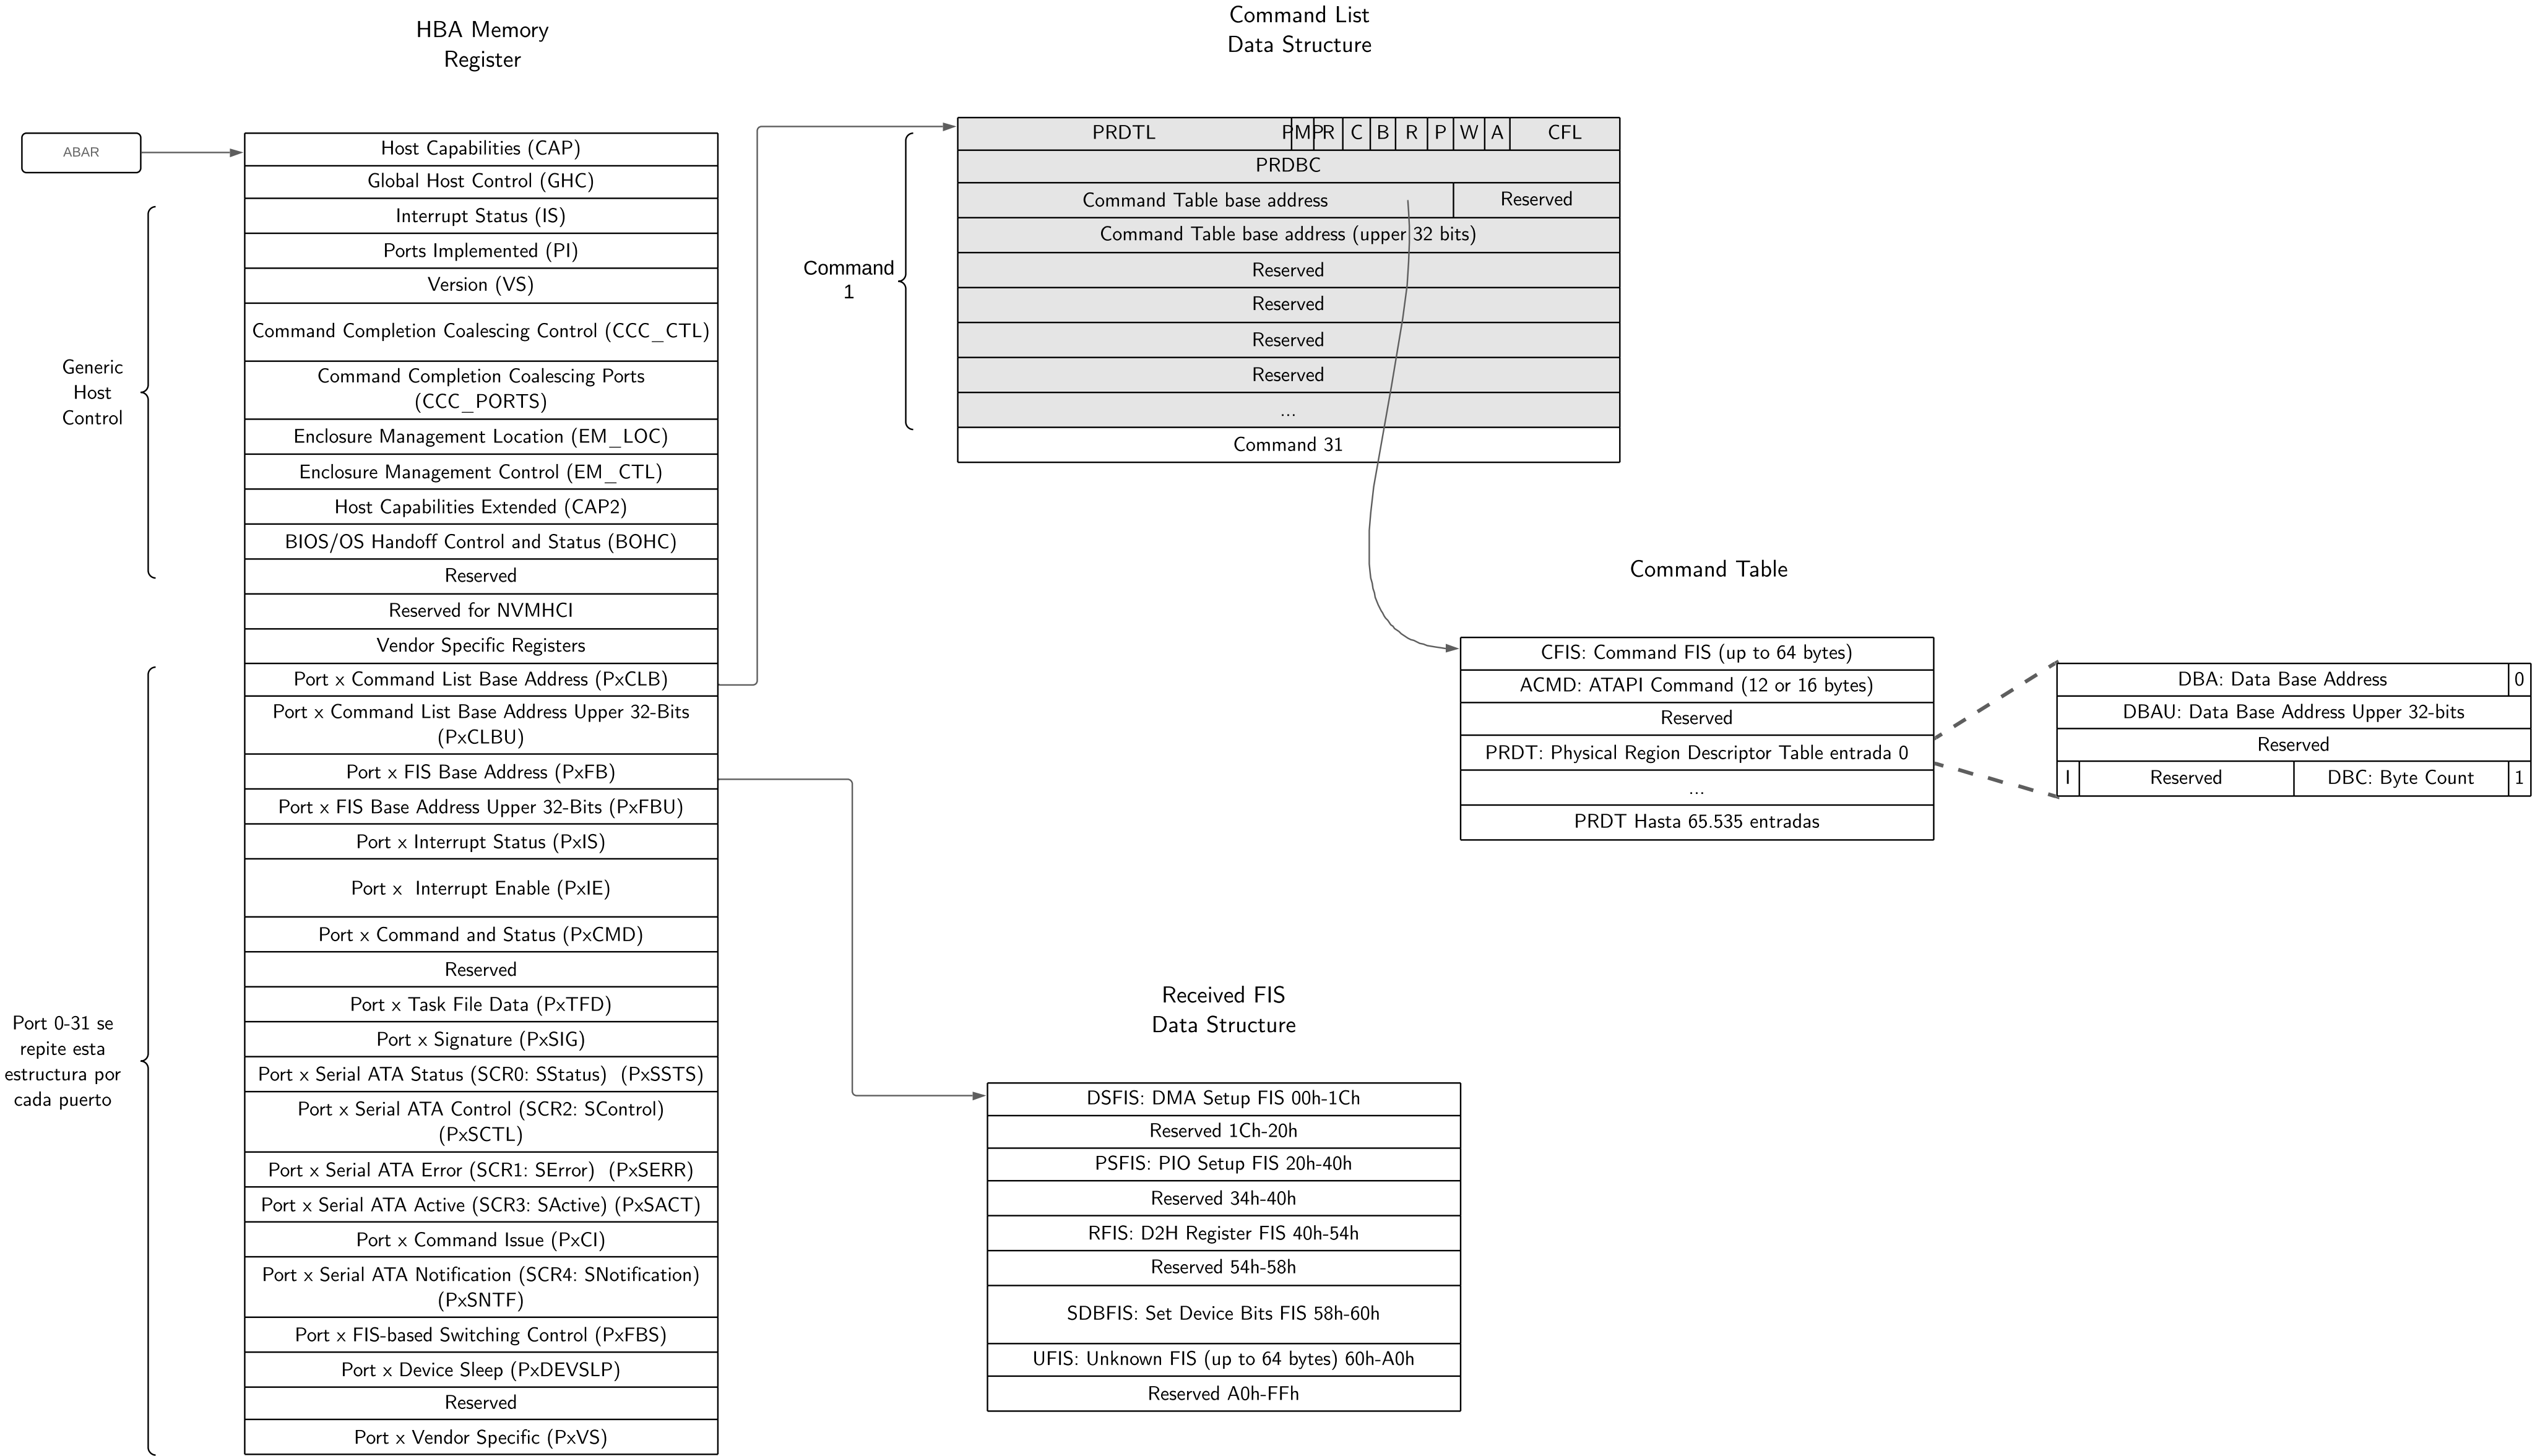 HBA Memory
Register
ABAR
Host Capabilities (CAP)
Global Host Control (GHC)
Interrupt Status (IS)
Ports Implemented (PI)
Version (VS)
Command Completion Coalescing Control (CCC_CTL)
Command Completion Coalescing Ports
(CCC_PORTS)
Enclosure Management Location (EM_LOC)
Enclosure Management Control (EM_CTL)
Host Capabilities Extended (CAP2)
BIOS/OS Handoff Control and Status (BOHC)
Reserved
Reserved for NVMHCI
Vendor Specific Registers
Port x Command List Base Address (PxCLB)
Port x Command List Base Address Upper 32-Bits
(PxCLBU)
Port x FIS Base Address (PxFB)
Port x FIS Base Address Upper 32-Bits (PxFBU)
Port x Interrupt Status (PxIS)
Port x Interrupt Enable (PxIE)
Port x Command and Status (PxCMD)
Reserved
Port x Task File Data (PxTFD)
Port x Signature (PxSIG)
Port x Serial ATA Status (SCR0: SStatus) (PxSSTS)
Port x Serial ATA Control (SCR2: SControl)
(PxSCTL)
Port x Serial ATA Error (SCR1: SError) (PxSERR)
Port x Serial ATA Active (SCR3: SActive) (PxSACT)
Port x Command Issue (PxCI)
Port x Serial ATA Notification (SCR4: SNotification)
(PxSNTF)
Port x FIS-based Switching Control (PxFBS)
Port x Device Sleep (PxDEVSLP)
Reserved
Port x Vendor Specific (PxVS)
Generic
Host
Control
Port 0-31 se
repite esta
estructura por
cada puerto
Command List
Data Structure
Command
1
PRDTL PMP R C B R P W A CFL
PRDBC
Command Table base address Reserved
Command Table base address (upper 32 bits)
Reserved
Reserved
Reserved
Reserved
...
Command 31
Command Table
CFIS: Command FIS (up to 64 bytes)
ACMD: ATAPI Command (12 or 16 bytes)
Reserved
PRDT: Physical Region Descriptor Table entrada 0
...
PRDT Hasta 65.535 entradas
DBA: Data Base Address 0
DBAU: Data Base Address Upper 32-bits
Reserved
I Reserved DBC: Byte Count 1
Received FIS
Data Structure
DSFIS: DMA Setup FIS 00h-1Ch
Reserved 1Ch-20h
PSFIS: PIO Setup FIS 20h-40h
Reserved 34h-40h
RFIS: D2H Register FIS 40h-54h
Reserved 54h-58h
SDBFIS: Set Device Bits FIS 58h-60h
UFIS: Unknown FIS (up to 64 bytes) 60h-A0h
Reserved A0h-FFh